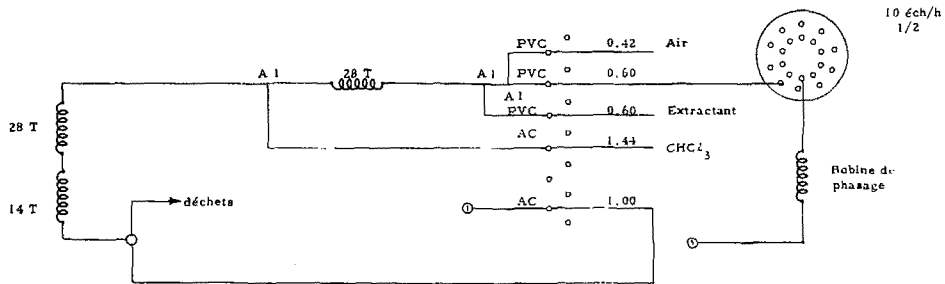 10 éch/h
1/2
PVC 0.42 Air
A 1 28 T A 1 PVC 0.60
A 1
28 T PVC 0.60 Extractant
AC 1.44 CHCl3
Bobine de
phasage
déchets
14 T AC 1.00